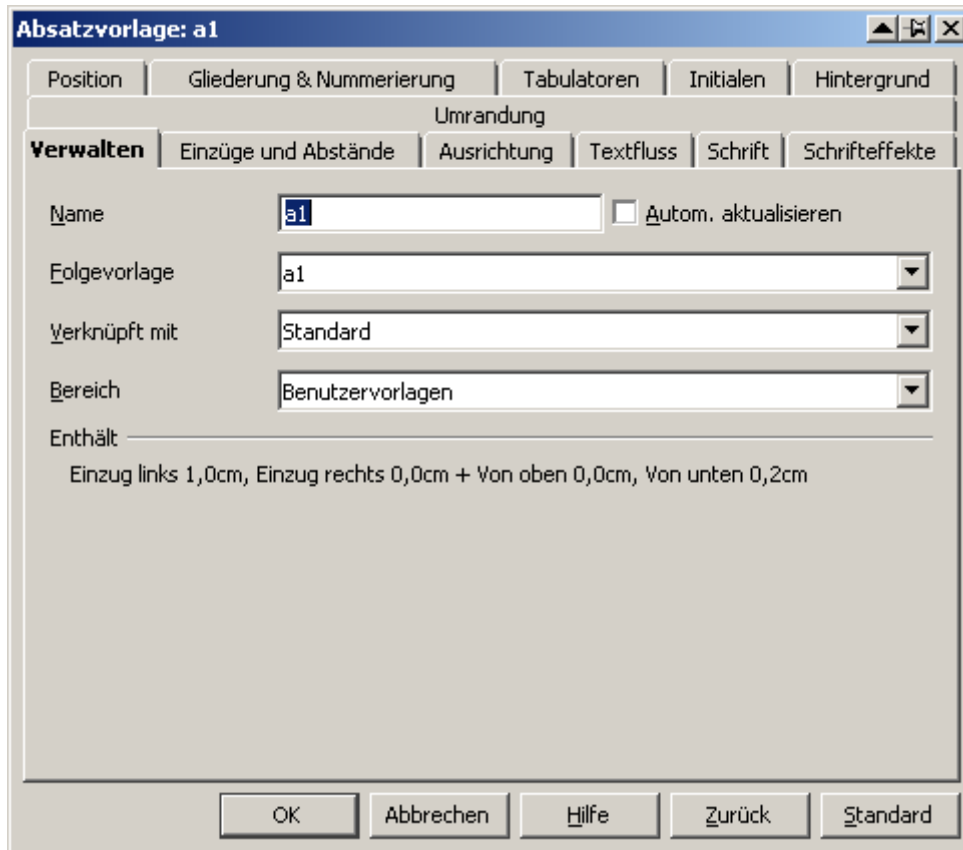 Absatzvorlage: a1
Position Gliederung & Nummerierung Tabulatoren Initialen Hintergrund
Umrandung
Verwalten Einzüge und Abstände Ausrichtung Textfluss Schrift Schrifteffekte
Name a1 Autom. aktualisieren
Folgevorlage a1
Verknüpft mit Standard
Bereich Benutzervorlagen
Enthält
Einzug links 1,0cm, Einzug rechts 0,0cm + Von oben 0,0cm, Von unten 0,2cm
OK Abbrechen Hilfe Zurück Standard